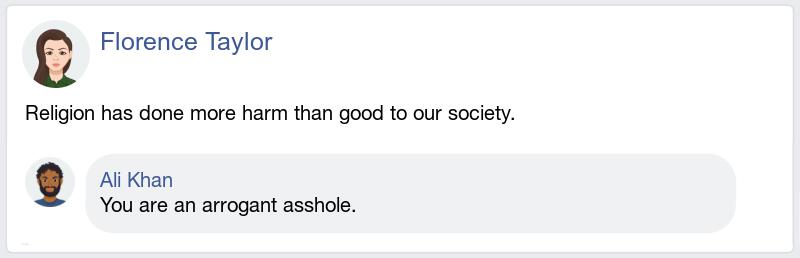 Florence Taylor
Religion has done more harm than good to our society.
Ali Khan
You are an arrogant asshole.